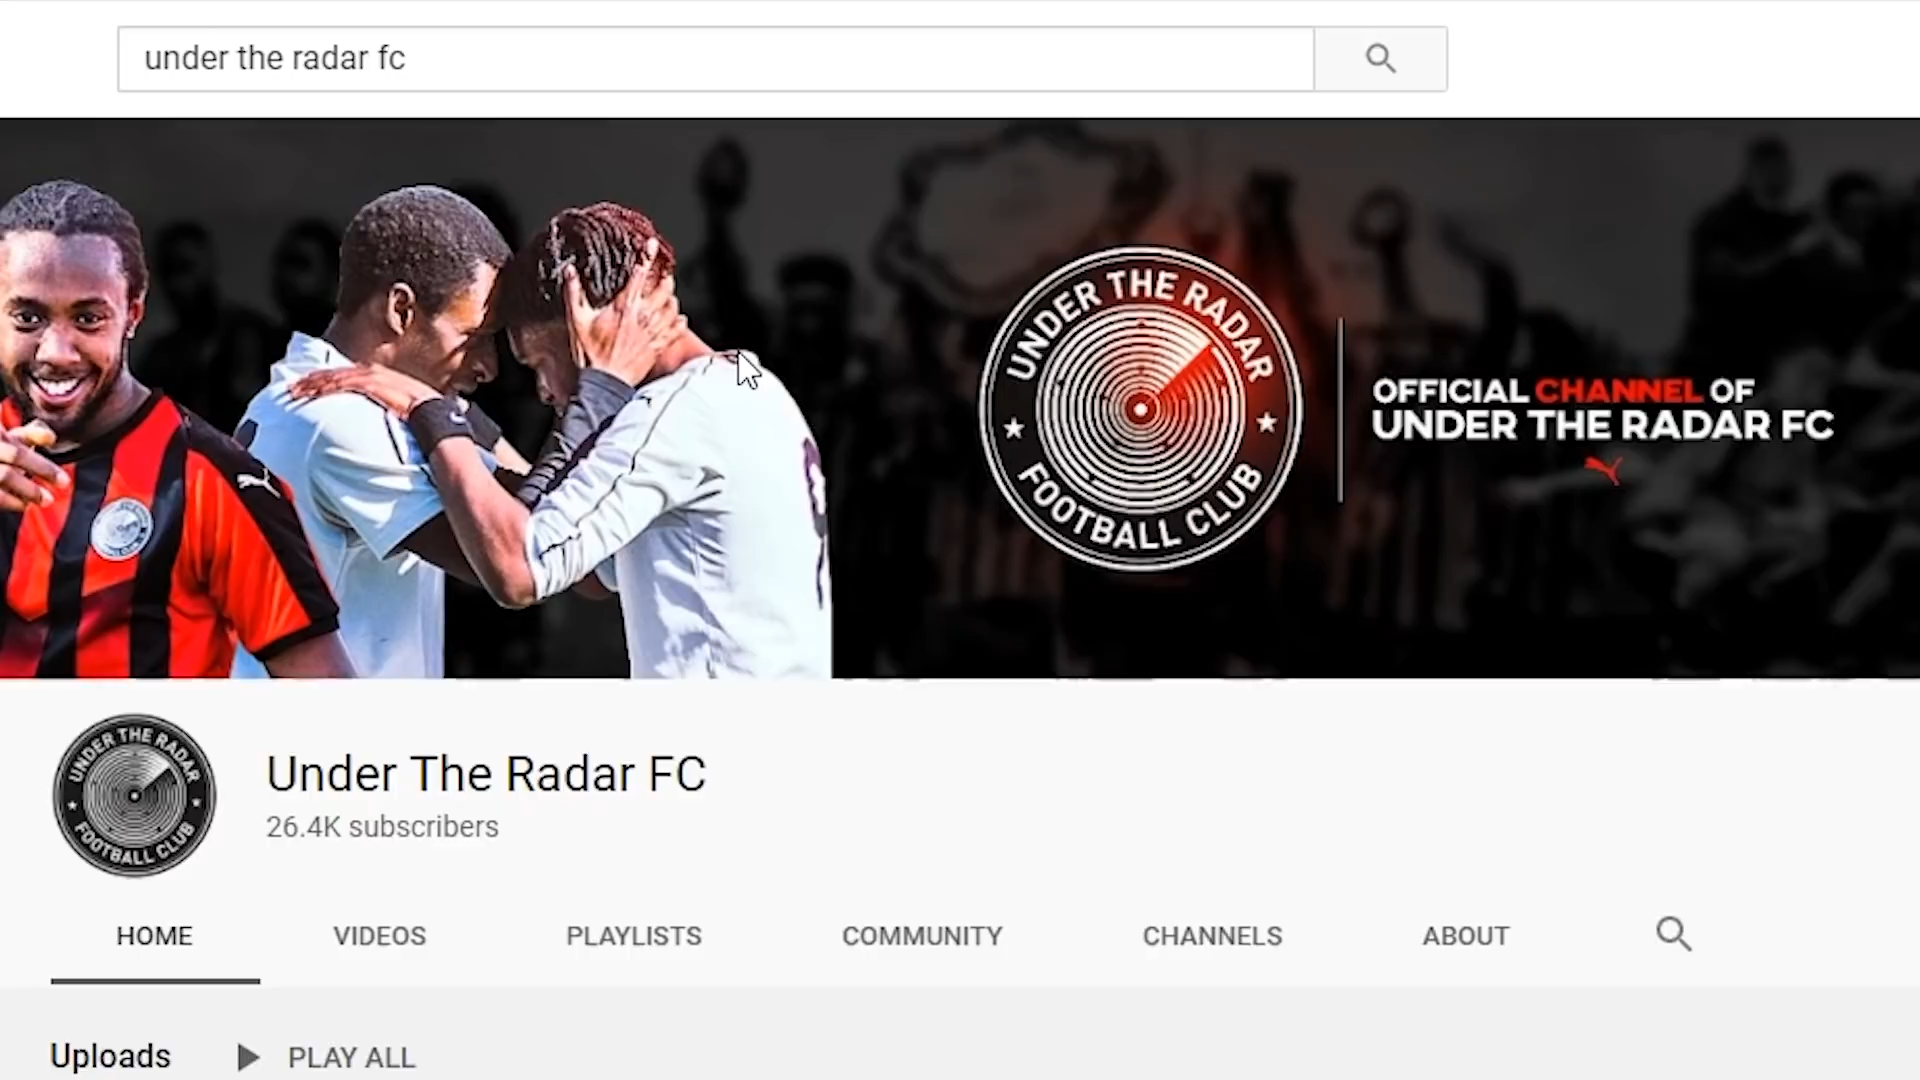 under the radar fc
UNDER THE RADAR
FOOTBALL CLUB
OFFICIAL CHANNEL OF
UNDER THE RADAR FC
UNDER THE RADAR
FOOTBALL CLUB
Under The Radar FC
26.4K subscribers
HOME VIDEOS PLAYLISTS COMMUNITY CHANNELS ABOUT
Uploads PLAY ALL